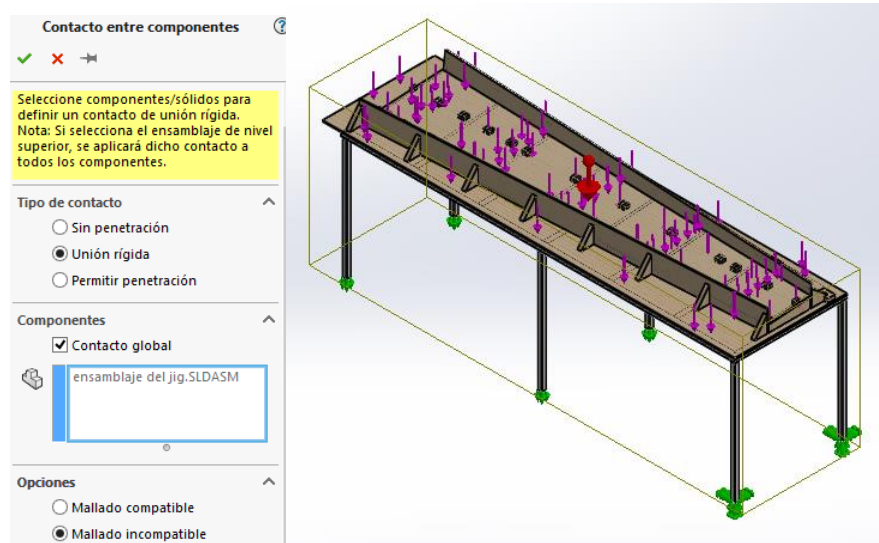 Contacto entre componentes
Seleccione componentes/sólidos para
definir un contacto de unión rígida.
Nota: Si selecciona el ensamblaje de nivel
superior, se aplicará dicho contacto a
todos los componentes.
Tipo de contacto
Sin penetración
Unión rígida
Permitir penetración
Componentes
Contacto global
ensamblaje del jig.SLDASM
Opciones
Mallado compatible
Mallado incompatible